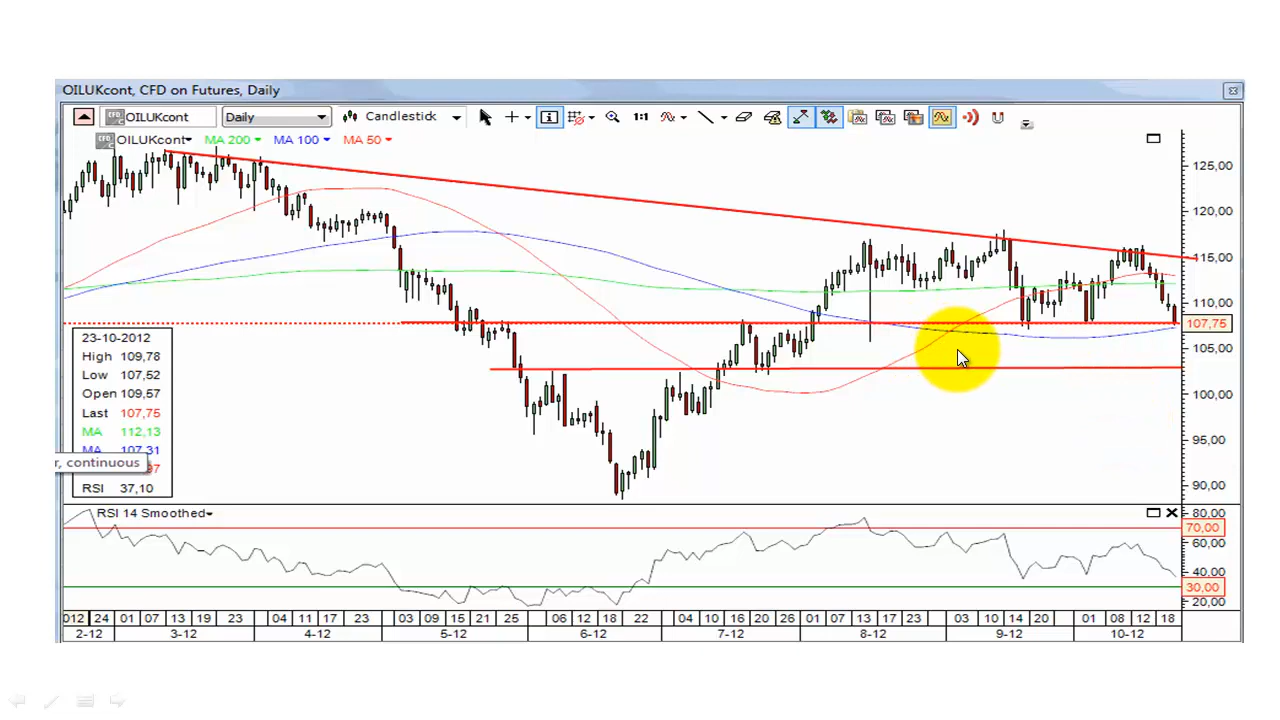 OILUKcont, CFD on Futures, Daily
CFD C OILUKcont Daily Candlestick 1:1
CFD C OILUKcont MA 200 MA 100 MA 50
125,00
120,00
115,00
110,00
107,75
105,00
100,00
95,00
90,00
23-10-2012
High 109,78
Low 107,52
Open 109,57
Last 107,75
MA 112,13
MA 107,31
r, continuous 97
RSI 37,10
RSI 14 Smoothed
80,00
70,00
60,00
40,00
30,00
20,00
012 24 01 07 13 19 23 04 11 17 23 03 09 15 21 25 06 12 18 22 04 10 16 20 26 01 07 13 17 23 03 10 14 20 01 08 12 18
2-12 3-12 4-12 5-12 6-12 7-12 8-12 9-12 10-12